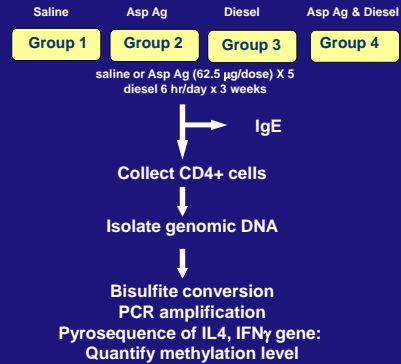 Saline Asp Ag Diesel Asp Ag & Diesel
Group 1 Group 2 Group 3 Group 4
saline or Asp Ag (62.5 µg/dose) X 5
diesel 6 hr/day x 3 weeks
IgE
Collect CD4+ cells
Isolate genomic DNA
Bisulfite conversion
PCR amplification
Pyrosequence of IL4, IFNγ gene:
Quantify methylation level